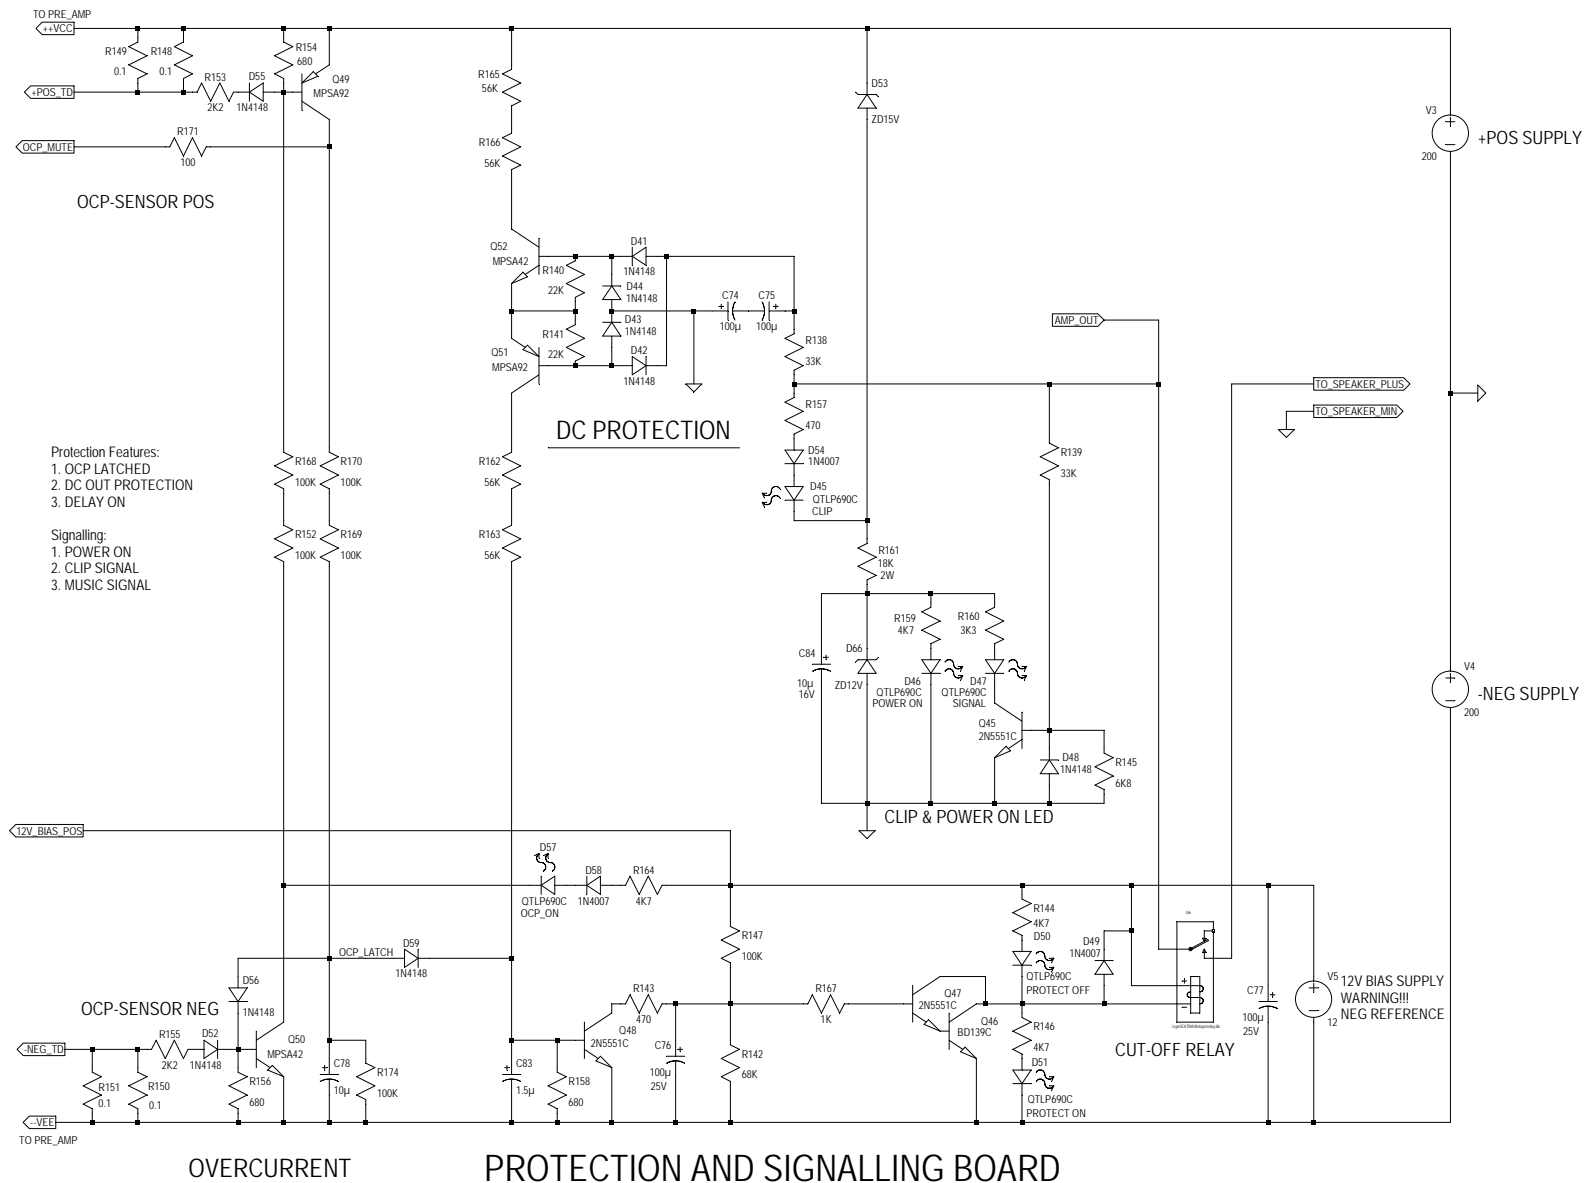 TO PRE_AMP
++VCC
R149
0.1
R148
0.1
R154
680
Q49
MPSA92
+POS_TD
R153
2K2
D55
1N4148
OCP_MUTE
R171
100
OCP-SENSOR POS
R165
56K
R166
56K
D53
ZD15V
V3
200
+POS SUPPLY
Q52
MPSA42
R140
22K
D41
1N4148
D44
1N4148
D43
1N4148
R141
22K
D42
1N4148
Q51
MPSA92
C74
100µ
C75
100µ
R138
33K
AMP_OUT
TO_SPEAKER_PLUS
TO_SPEAKER_MIN
DC PROTECTION
R157
470
D54
1N4007
D45
QTLP690C
CLIP
R139
33K
Protection Features:
1. OCP LATCHED
2. DC OUT PROTECTION
3. DELAY ON
Signalling:
1. POWER ON
2. CLIP SIGNAL
3. MUSIC SIGNAL
R168
100K
R170
100K
R152
100K
R169
100K
R162
56K
R163
56K
R161
18K
2W
R159
4K7
R160
3K3
C84
10µ
16V
D66
ZD12V
D46
QTLP690C
POWER ON
D47
QTLP690C
SIGNAL
Q45
2N5551C
D48
1N4148
R145
6K8
V4
200
-NEG SUPPLY
CLIP & POWER ON LED
12V_BIAS_POS
D57
QTLP690C
OCP_ON
D58
1N4007
R164
4K7
R147
100K
R144
4K7
D50
QTLP690C
PROTECT OFF
D49
1N4007
OCP_LATCH
D59
1N4148
D56
1N4148
OCP-SENSOR NEG
-NEG_TD
R155
2K2
D52
1N4148
Q50
MPSA42
R151
0.1
R150
0.1
R156
680
C78
10µ
R174
100K
C83
1.5µ
R143
470
Q48
2N5551C
R158
680
C76
100µ
25V
R142
68K
R167
1K
Q47
2N5551C
Q46
BD139C
R146
4K7
D51
QTLP690C
PROTECT ON
CUT-OFF RELAY
C77
100µ
25V
V5
12
12V BIAS SUPPLY
WARNING!!!
NEG REFERENCE
--VEE
TO PRE_AMP
OVERCURRENT
PROTECTION AND SIGNALLING BOARD